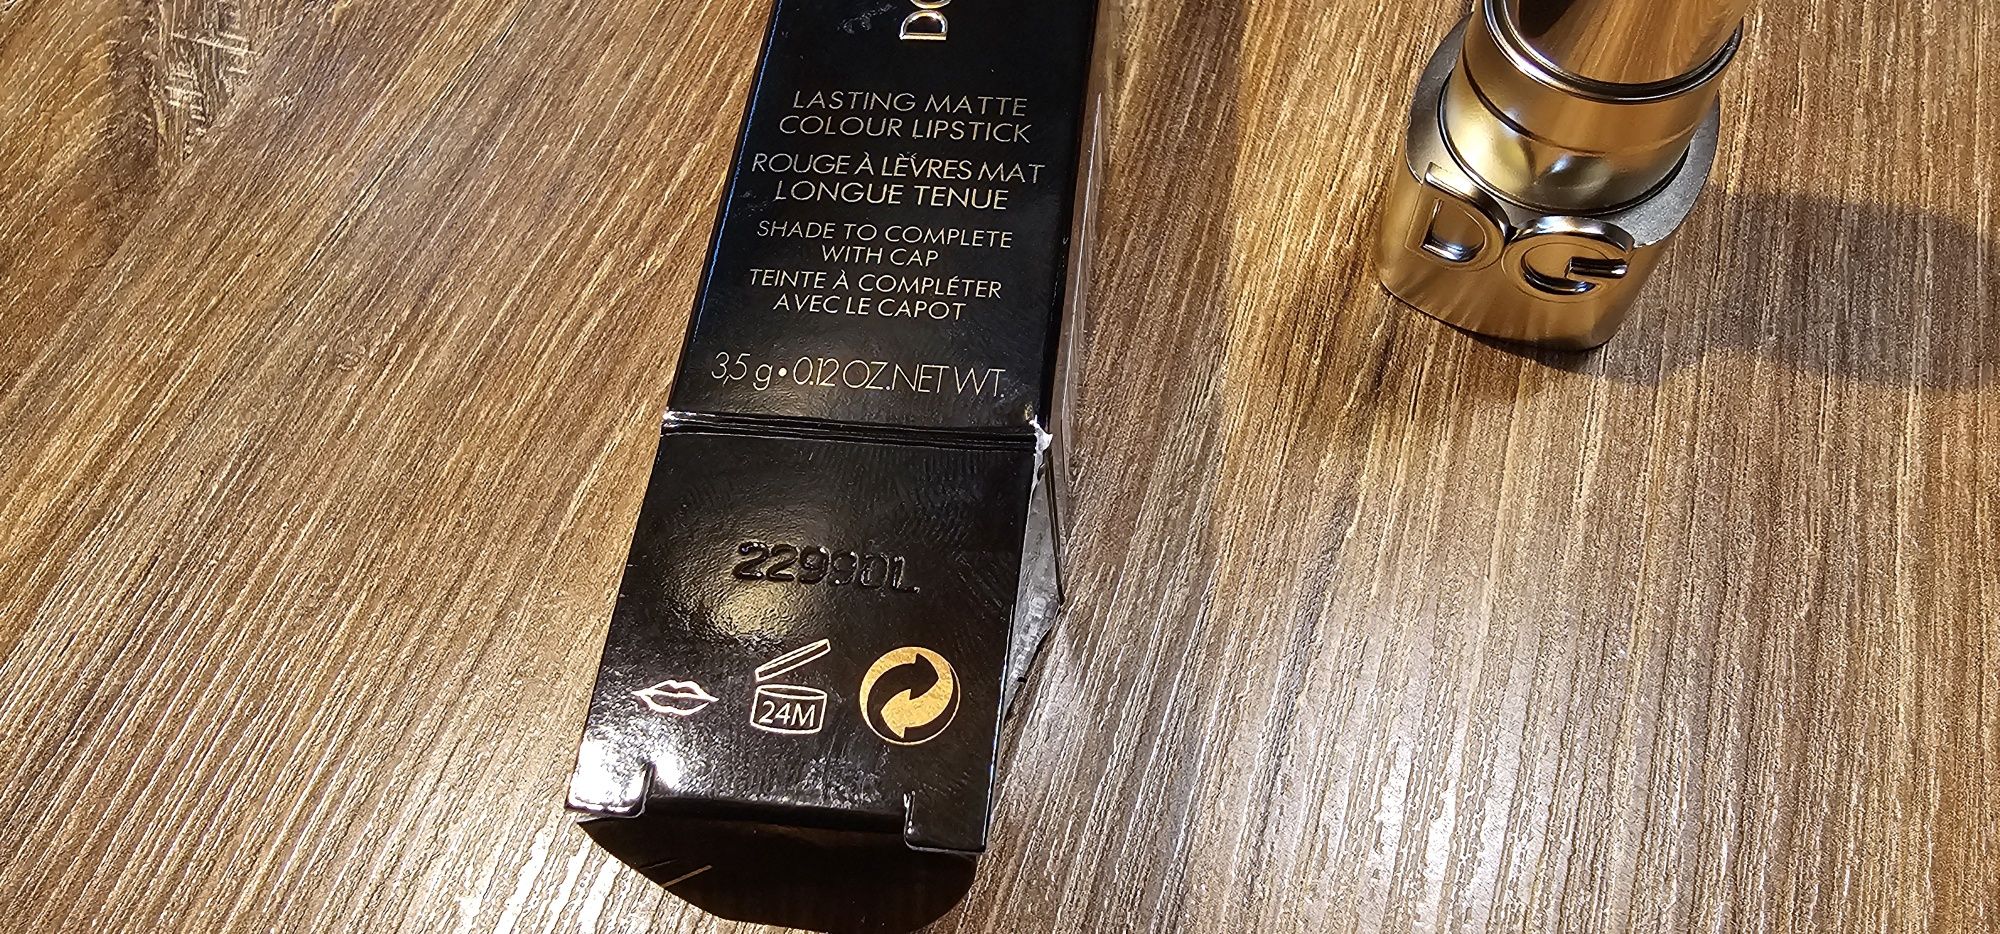 LASTING MATTE
COLOUR LIPSTICK
ROUGE À LÈVRES MAT
LONGUE TENUE
SHADE TO COMPLETE
WITH CAP
TEINTE À COMPLÉTER
AVEC LE CAPOT
3,5 g • 0.12 OZ.NET WT.
22990L
24M
DG